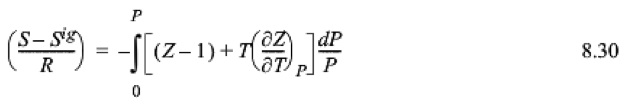 (S – S^ig / R) = –∫_0^P [(Z – 1) + T(∂Z/∂T)_P] dP/P 8.30